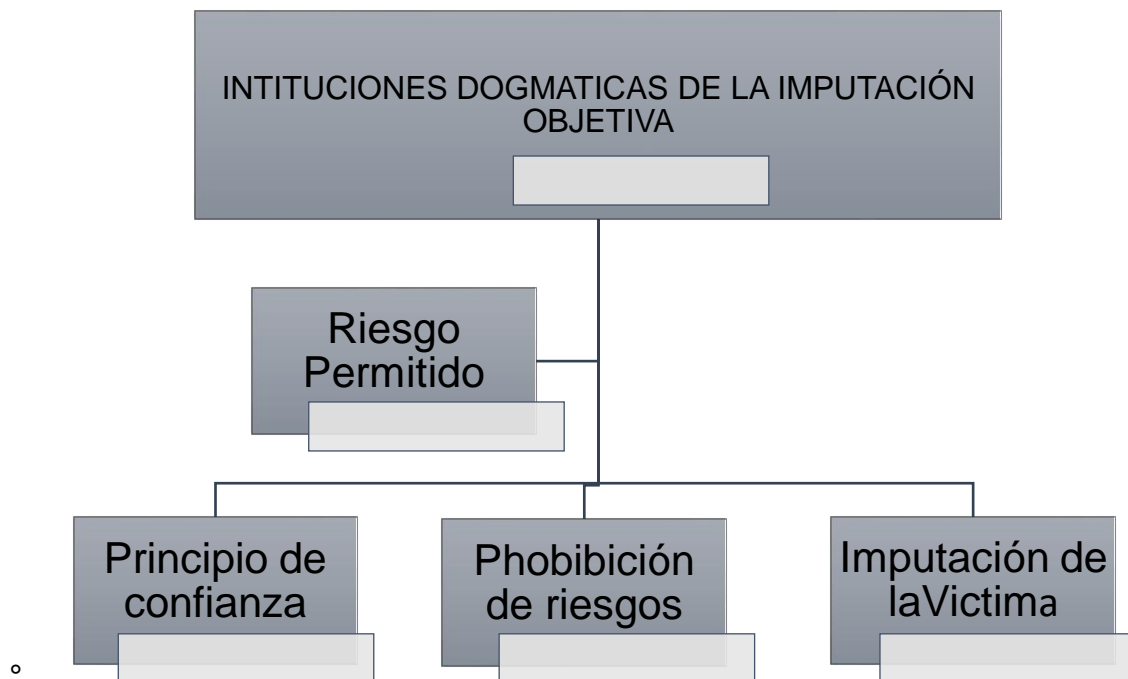 INTITUCIONES DOGMATICAS DE LA IMPUTACIÓN
OBJETIVA
Riesgo
Permitido
Principio de
confianza
Phobibición
de riesgos
Imputación de
laVictima